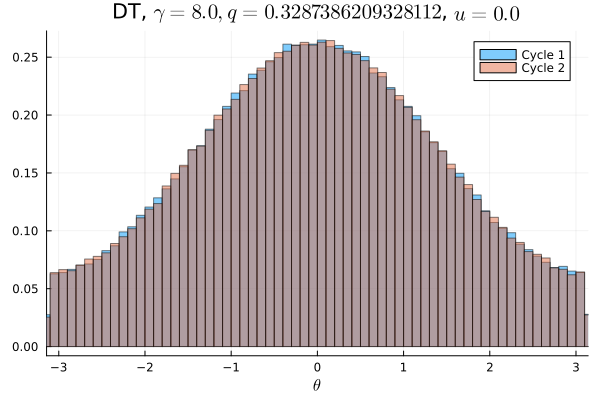 DT, γ = 8.0, q = 0.3287386209328112, u = 0.0
Cycle 1
Cycle 2
0.25
0.20
0.15
0.10
0.05
0.00
−3 −2 −1 0 1 2 3
θ